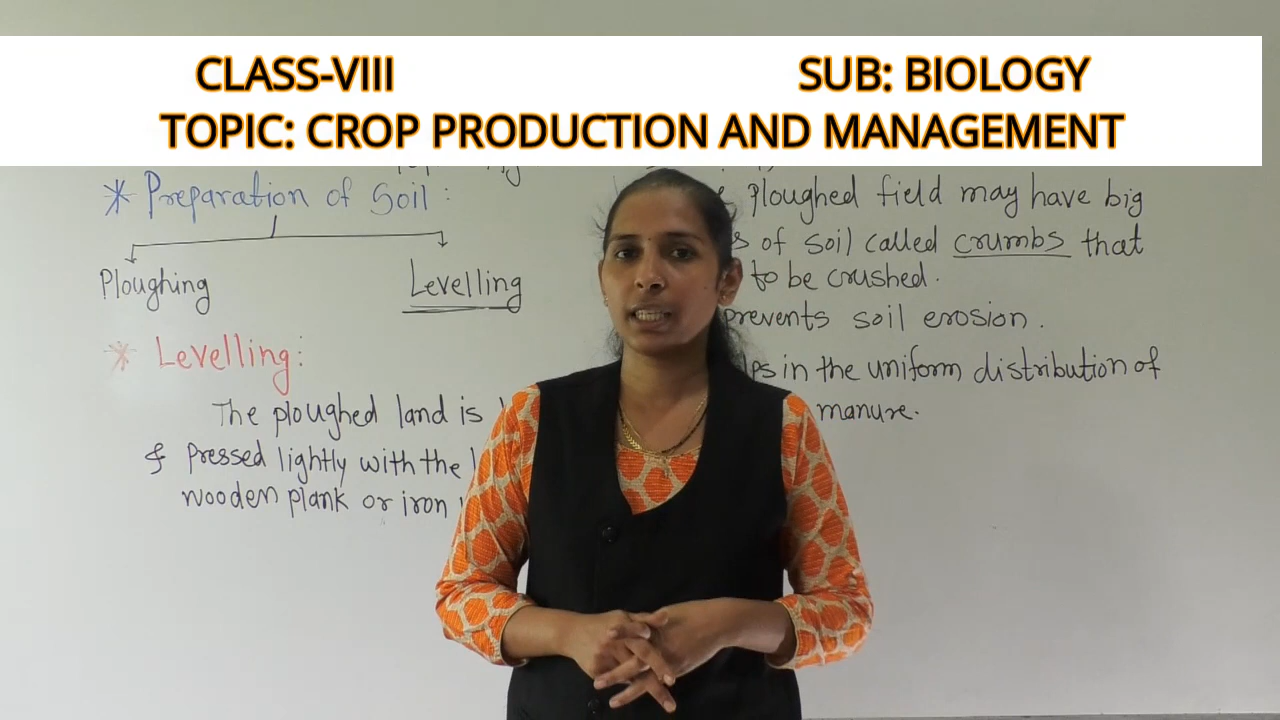 CLASS-VIII SUB: BIOLOGY
TOPIC: CROP PRODUCTION AND MANAGEMENT
* Preparation of Soil:
Ploughing Levelling
* Levelling:
The ploughed land is
& Pressed lightly with the
wooden plank or iron
Ploughed field may have big
of soil called crumbs that
to be crushed.
prevents soil erosion.
in the uniform distribution of
manure.